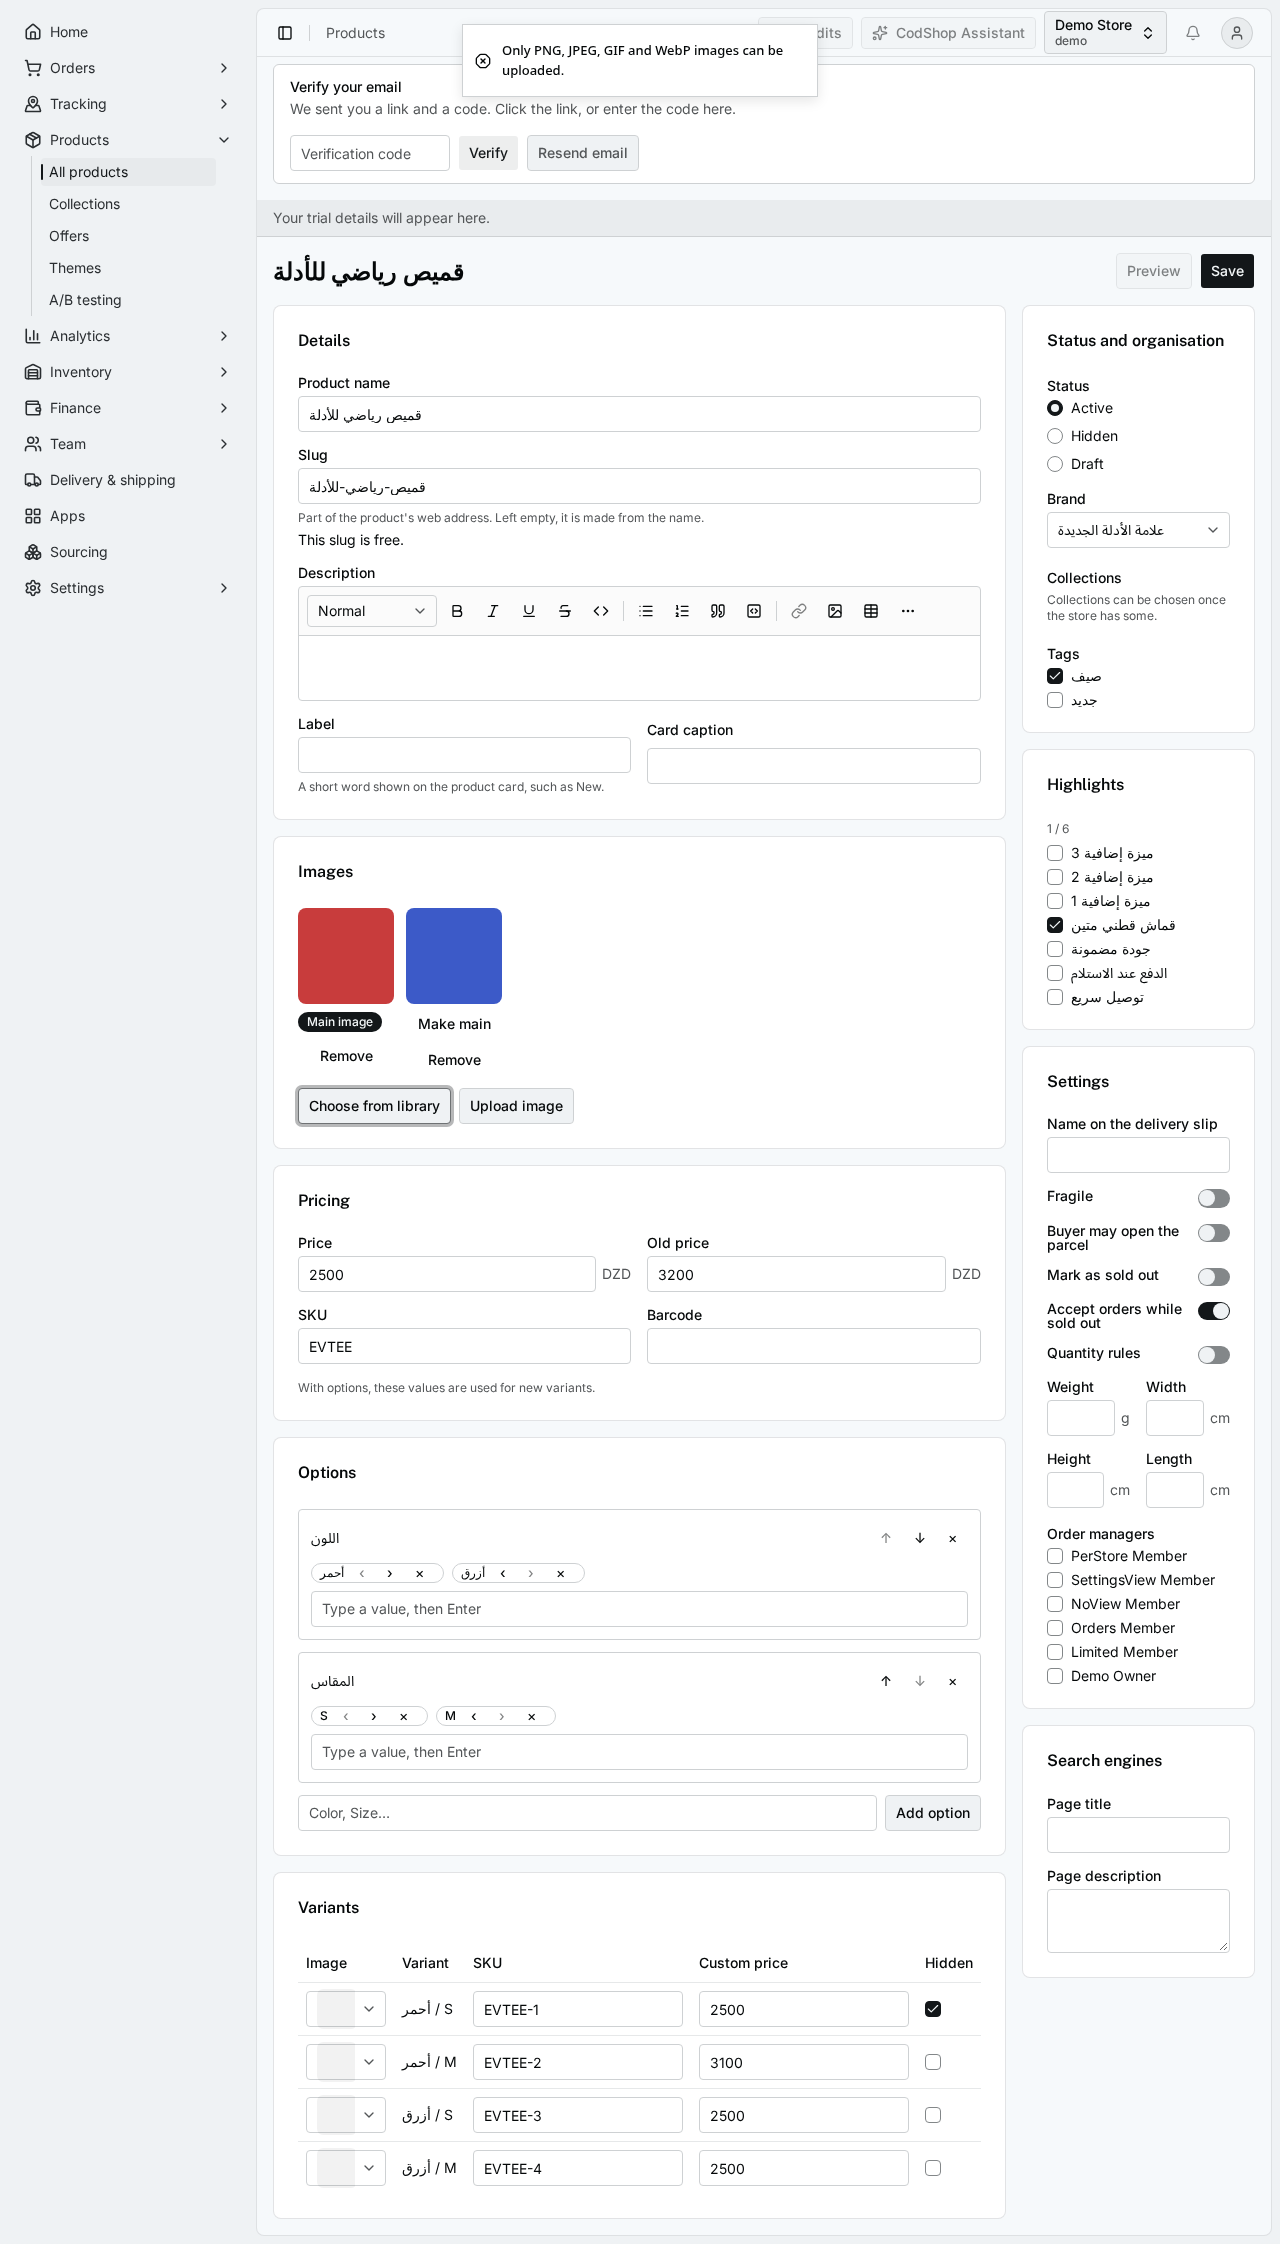 Home
Orders
Tracking
Products
All products
Collections
Offers
Themes
A/B testing
Analytics
Inventory
Finance
Team
Delivery & shipping
Apps
Sourcing
Settings
Products
CodShop Assistant
Demo Store
demo
Only PNG, JPEG, GIF and WebP images can be
uploaded.
Verify your email
We sent you a link and a code. Click the link, or enter the code here.
Verification code
Verify
Resend email
Your trial details will appear here.
قميص رياضي للأدلة
Preview
Save
Details
Product name
قميص رياضي للأدلة
Slug
قميص-رياضي-للأدلة
Part of the product's web address. Left empty, it is made from the name.
This slug is free.
Description
Normal
Label
Card caption
A short word shown on the product card, such as New.
Images
Main image
Make main
Remove
Remove
Choose from library
Upload image
Pricing
Price
Old price
2500 DZD
3200 DZD
SKU
Barcode
EVTEE
With options, these values are used for new variants.
Options
اللون
أحمر
أزرق
Type a value, then Enter
المقاس
S
M
Type a value, then Enter
Color, Size...
Add option
Variants
Image Variant SKU Custom price Hidden
أحمر / S EVTEE-1 2500
أحمر / M EVTEE-2 3100
أزرق / S EVTEE-3 2500
أزرق / M EVTEE-4 2500
Status and organisation
Status
Active
Hidden
Draft
Brand
علامة الأدلة الجديدة
Collections
Collections can be chosen once
the store has some.
Tags
صيف
جديد
Highlights
1 / 6
ميزة إضافية 3
ميزة إضافية 2
ميزة إضافية 1
قماش قطني متين
جودة مضمونة
الدفع عند الاستلام
توصيل سريع
Settings
Name on the delivery slip
Fragile
Buyer may open the
parcel
Mark as sold out
Accept orders while
sold out
Quantity rules
Weight Width
g cm
Height Length
cm cm
Order managers
PerStore Member
SettingsView Member
NoView Member
Orders Member
Limited Member
Demo Owner
Search engines
Page title
Page description